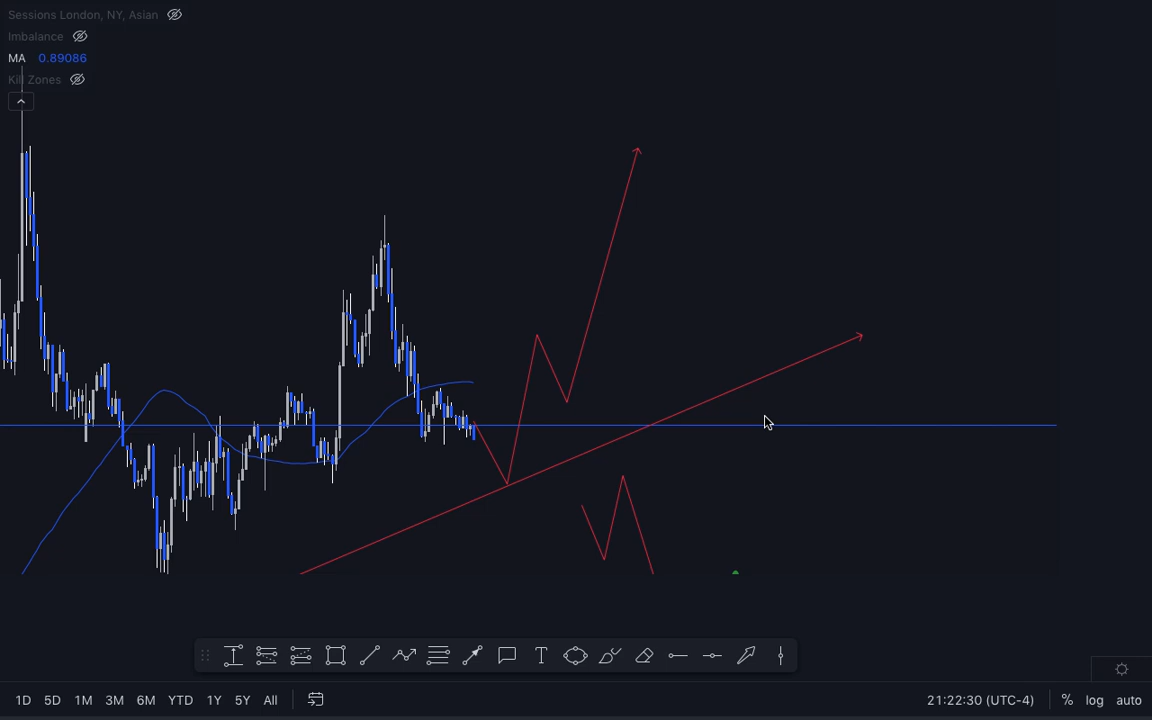 Sessions London, NY, Asian
Imbalance
MA 0.89086
Kill Zones
1D 5D 1M 3M 6M YTD 1Y 5Y All 21:22:30 (UTC-4) % log auto